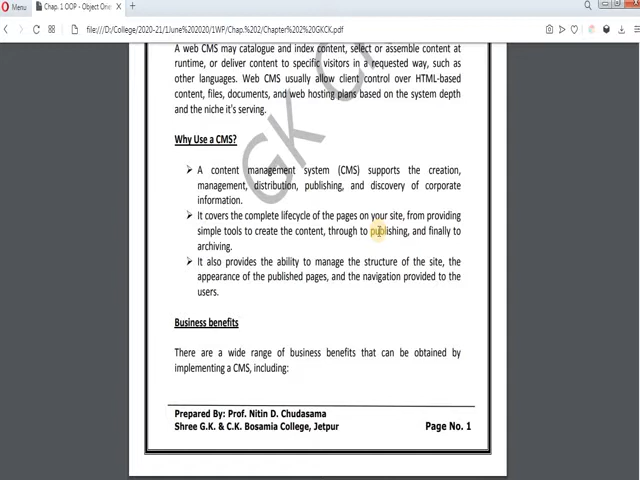 Menu
Chap. 1 OOP - Object One
file:///D:/College/2020-21/1June%202020/1WP/Chap.%202/Chapter%202%20GKCK.pdf
A web CMS may catalogue and index content, select or assemble content at
runtime, or deliver content to specific visitors in a requested way, such as
other languages. Web CMS usually allow client control over HTML-based
content, files, documents, and web hosting plans based on the system depth
and the niche it's serving.
Why Use a CMS?
➢ A content management system (CMS) supports the creation,
management, distribution, publishing, and discovery of corporate
information.
➢ It covers the complete lifecycle of the pages on your site, from providing
simple tools to create the content, through to publishing, and finally to
archiving.
➢ It also provides the ability to manage the structure of the site, the
appearance of the published pages, and the navigation provided to the
users.
Business benefits
There are a wide range of business benefits that can be obtained by
implementing a CMS, including:
Prepared By: Prof. Nitin D. Chudasama
Shree G.K. & C.K. Bosamia College, Jetpur Page No. 1
GK C